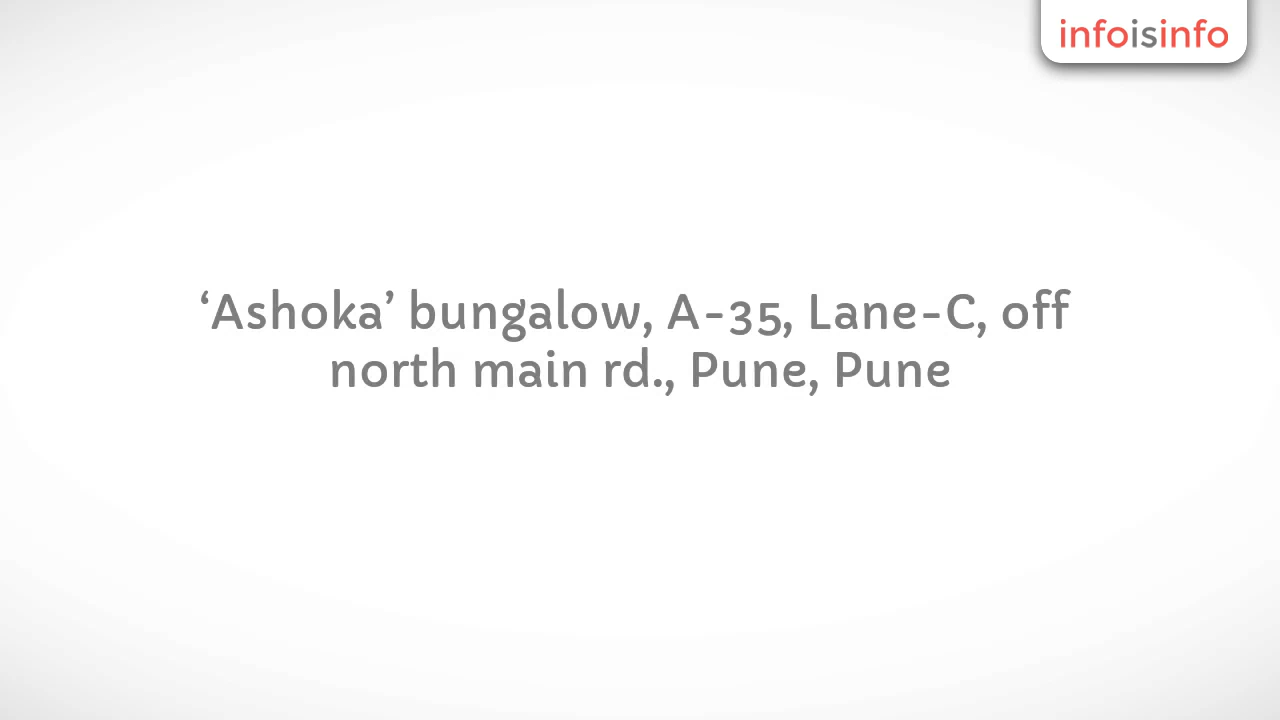 infoisinfo
‘Ashoka’ bungalow, A-35, Lane-C, off
north main rd., Pune, Pune